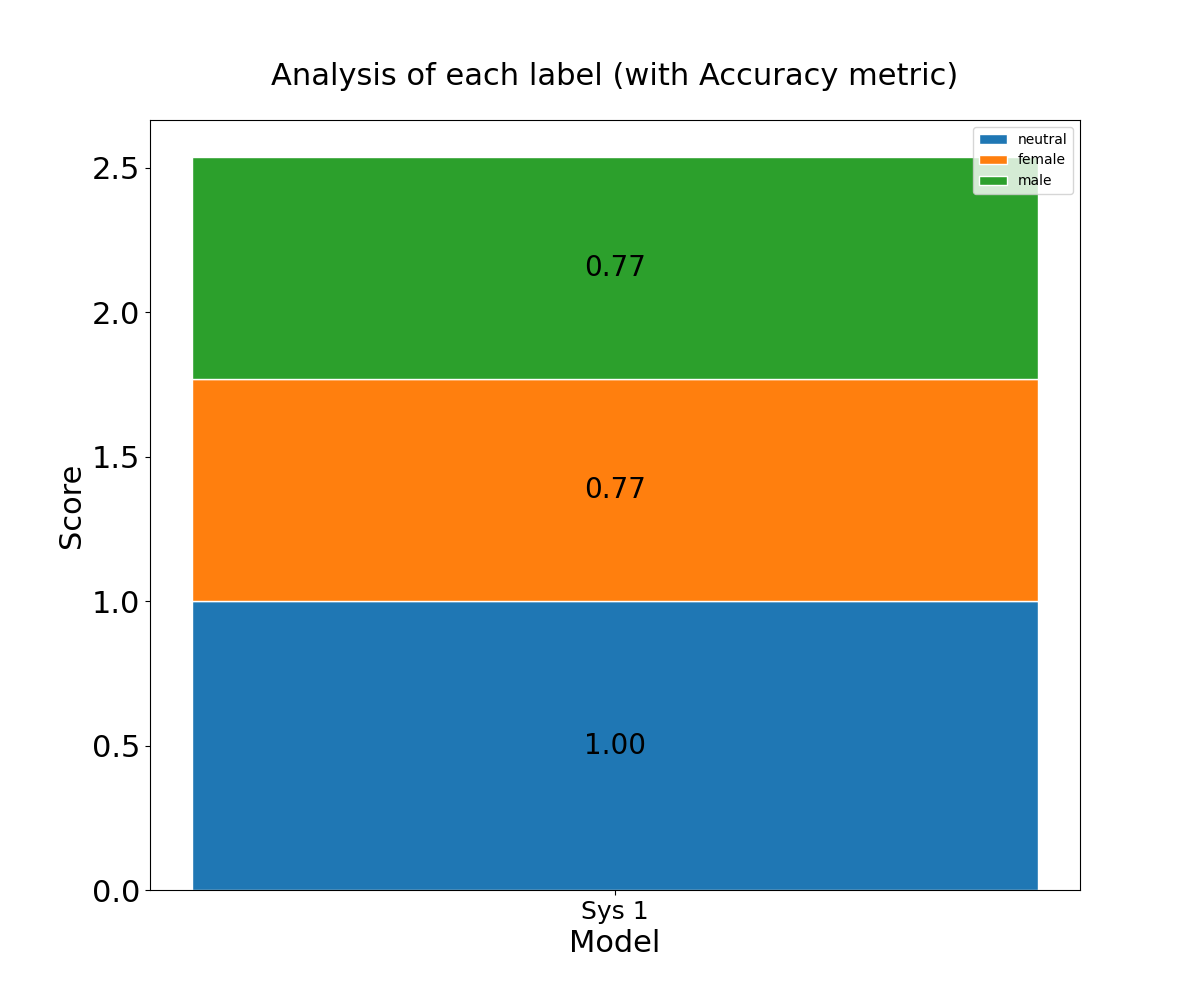 Analysis of each label (with Accuracy metric)
neutral
female
male
2.5
2.0
1.5
1.0
0.5
0.0
Score
0.77
0.77
1.00
Sys 1
Model